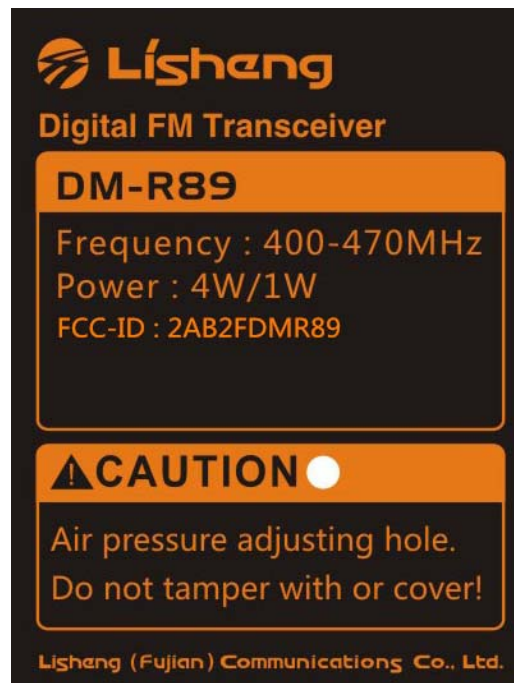 Lísheng
Digital FM Transceiver
DM-R89
Frequency : 400-470MHz
Power : 4W/1W
FCC-ID : 2AB2FDMR89
CAUTION
Air pressure adjusting hole.
Do not tamper with or cover!
Lisheng (Fujian) Communications Co., Ltd.